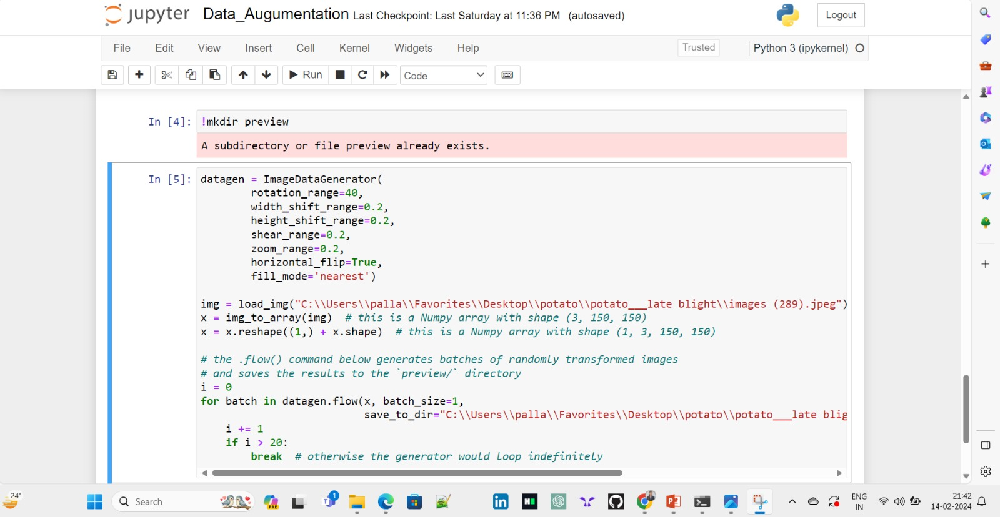 jupyter Data_Augumentation Last Checkpoint: Last Saturday at 11:36 PM (autosaved) Logout
File Edit View Insert Cell Kernel Widgets Help Trusted Python 3 (ipykernel)
Run Code
In [4]: !mkdir preview
A subdirectory or file preview already exists.
In [5]: datagen = ImageDataGenerator(
        rotation_range=40,
        width_shift_range=0.2,
        height_shift_range=0.2,
        shear_range=0.2,
        zoom_range=0.2,
        horizontal_flip=True,
        fill_mode='nearest')
img = load_img("C:\\Users\\palla\\Favorites\\Desktop\\potato\\potato___late blight\\images (289).jpeg")
x = img_to_array(img)  # this is a Numpy array with shape (3, 150, 150)
x = x.reshape((1,) + x.shape)  # this is a Numpy array with shape (1, 3, 150, 150)
# the .flow() command below generates batches of randomly transformed images
# and saves the results to the `preview/` directory
i = 0
for batch in datagen.flow(x, batch_size=1,
                          save_to_dir="C:\\Users\\palla\\Favorites\\Desktop\\potato\\potato___late blig
    i += 1
    if i > 20:
        break  # otherwise the generator would loop indefinitely
24°
Search
PRE
1
ENG
IN
21:42
14-02-2024